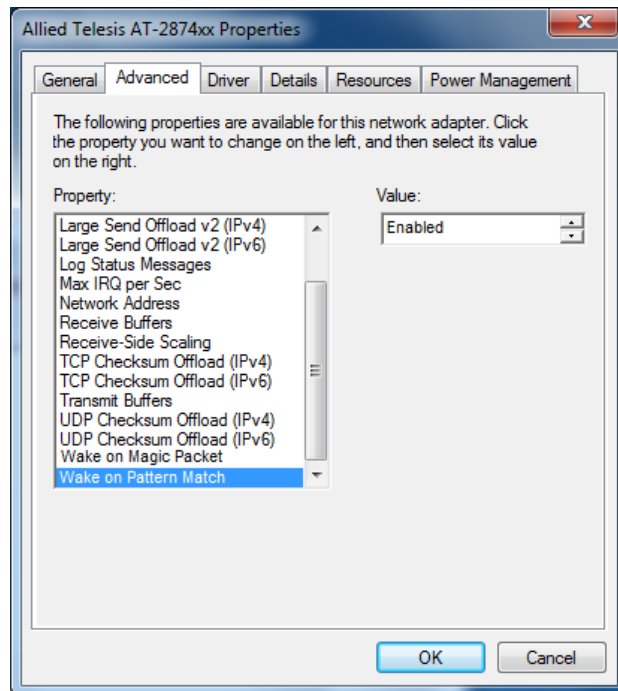 Allied Telesis AT-2874xx Properties
General
Advanced
Driver
Details
Resources
Power Management
The following properties are available for this network adapter. Click
the property you want to change on the left, and then select its value
on the right.
Property:
Value:
Large Send Offload v2 (IPv4)
Large Send Offload v2 (IPv6)
Log Status Messages
Max IRQ per Sec
Network Address
Receive Buffers
Receive-Side Scaling
TCP Checksum Offload (IPv4)
TCP Checksum Offload (IPv6)
Transmit Buffers
UDP Checksum Offload (IPv4)
UDP Checksum Offload (IPv6)
Wake on Magic Packet
Wake on Pattern Match
Enabled
OK
Cancel